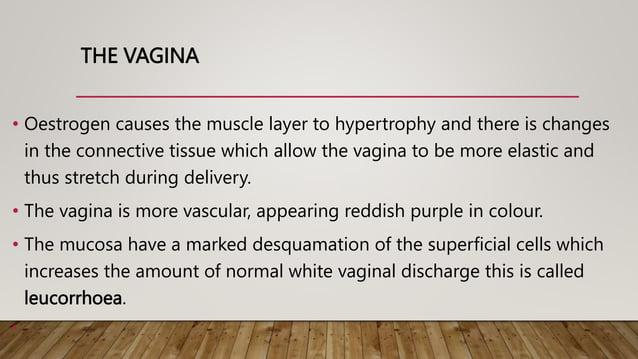 THE VAGINA
• Oestrogen causes the muscle layer to hypertrophy and there is changes
in the connective tissue which allow the vagina to be more elastic and
thus stretch during delivery.
• The vagina is more vascular, appearing reddish purple in colour.
• The mucosa have a marked desquamation of the superficial cells which
increases the amount of normal white vaginal discharge this is called
leucorrhoea.